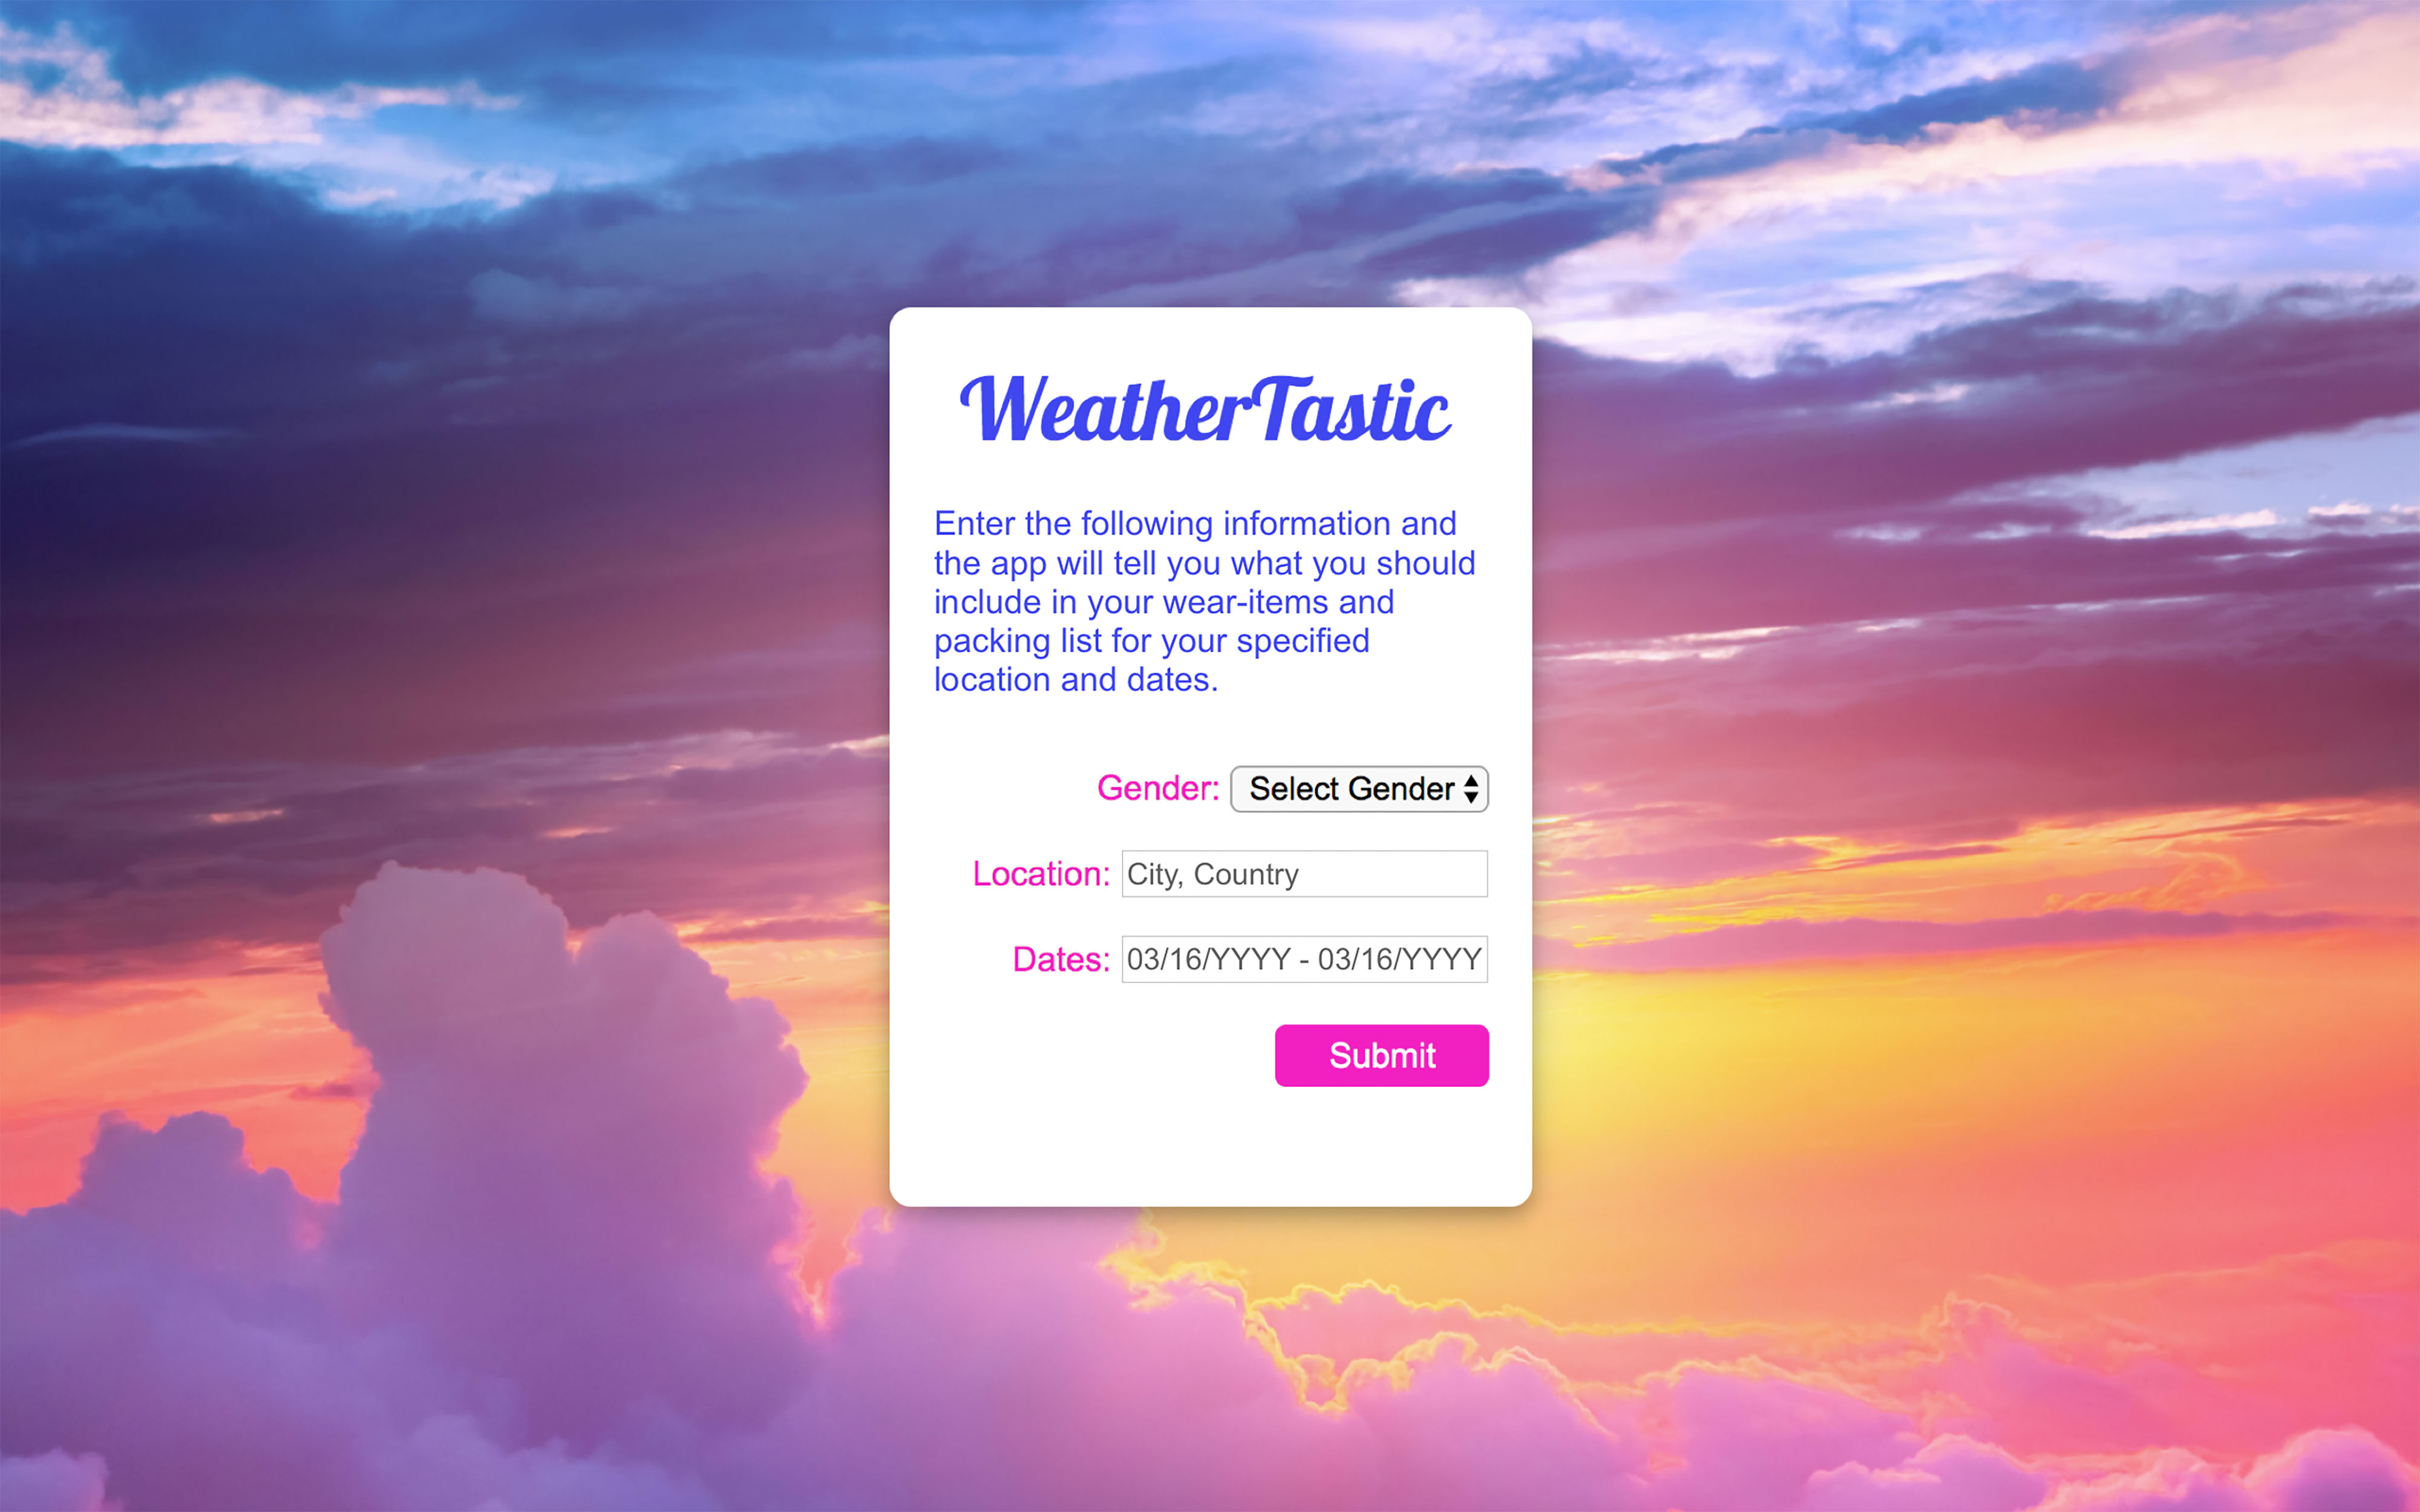 WeatherTastic
Enter the following information and
the app will tell you what you should
include in your wear-items and
packing list for your specified
location and dates.
Gender: Select Gender
Location: City, Country
Dates: 03/16/YYYY - 03/16/YYYY
Submit